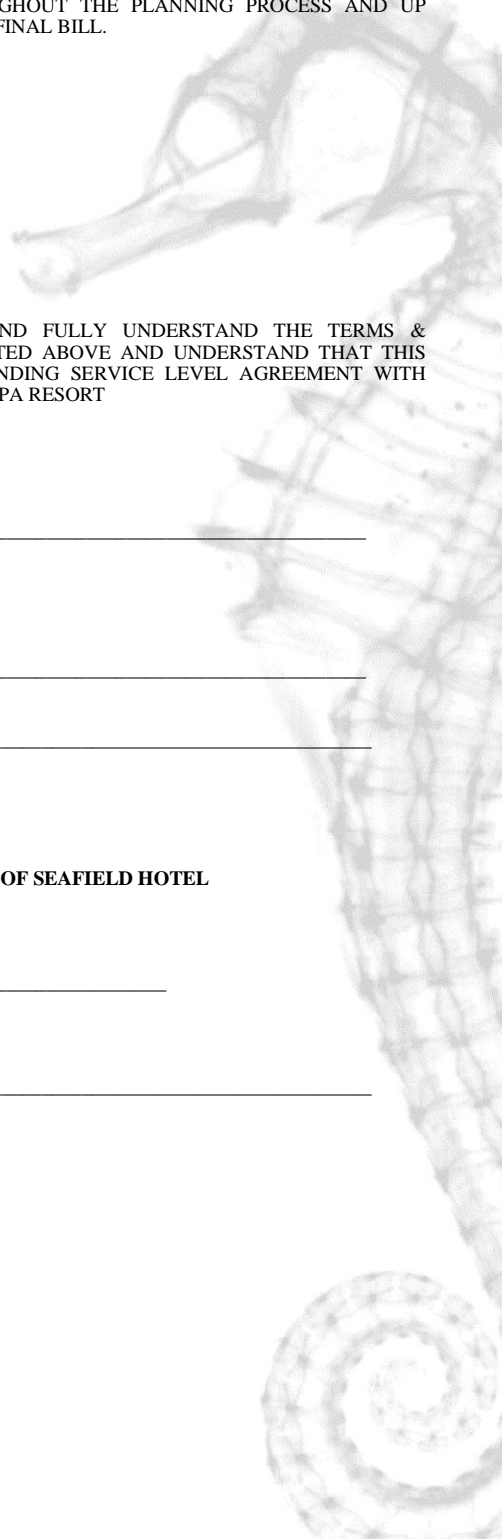 GHOUT THE PLANNING PROCESS AND UP
FINAL BILL.
ND FULLY UNDERSTAND THE TERMS &
TED ABOVE AND UNDERSTAND THAT THIS
NDING SERVICE LEVEL AGREEMENT WITH
PA RESORT
OF SEAFIELD HOTEL